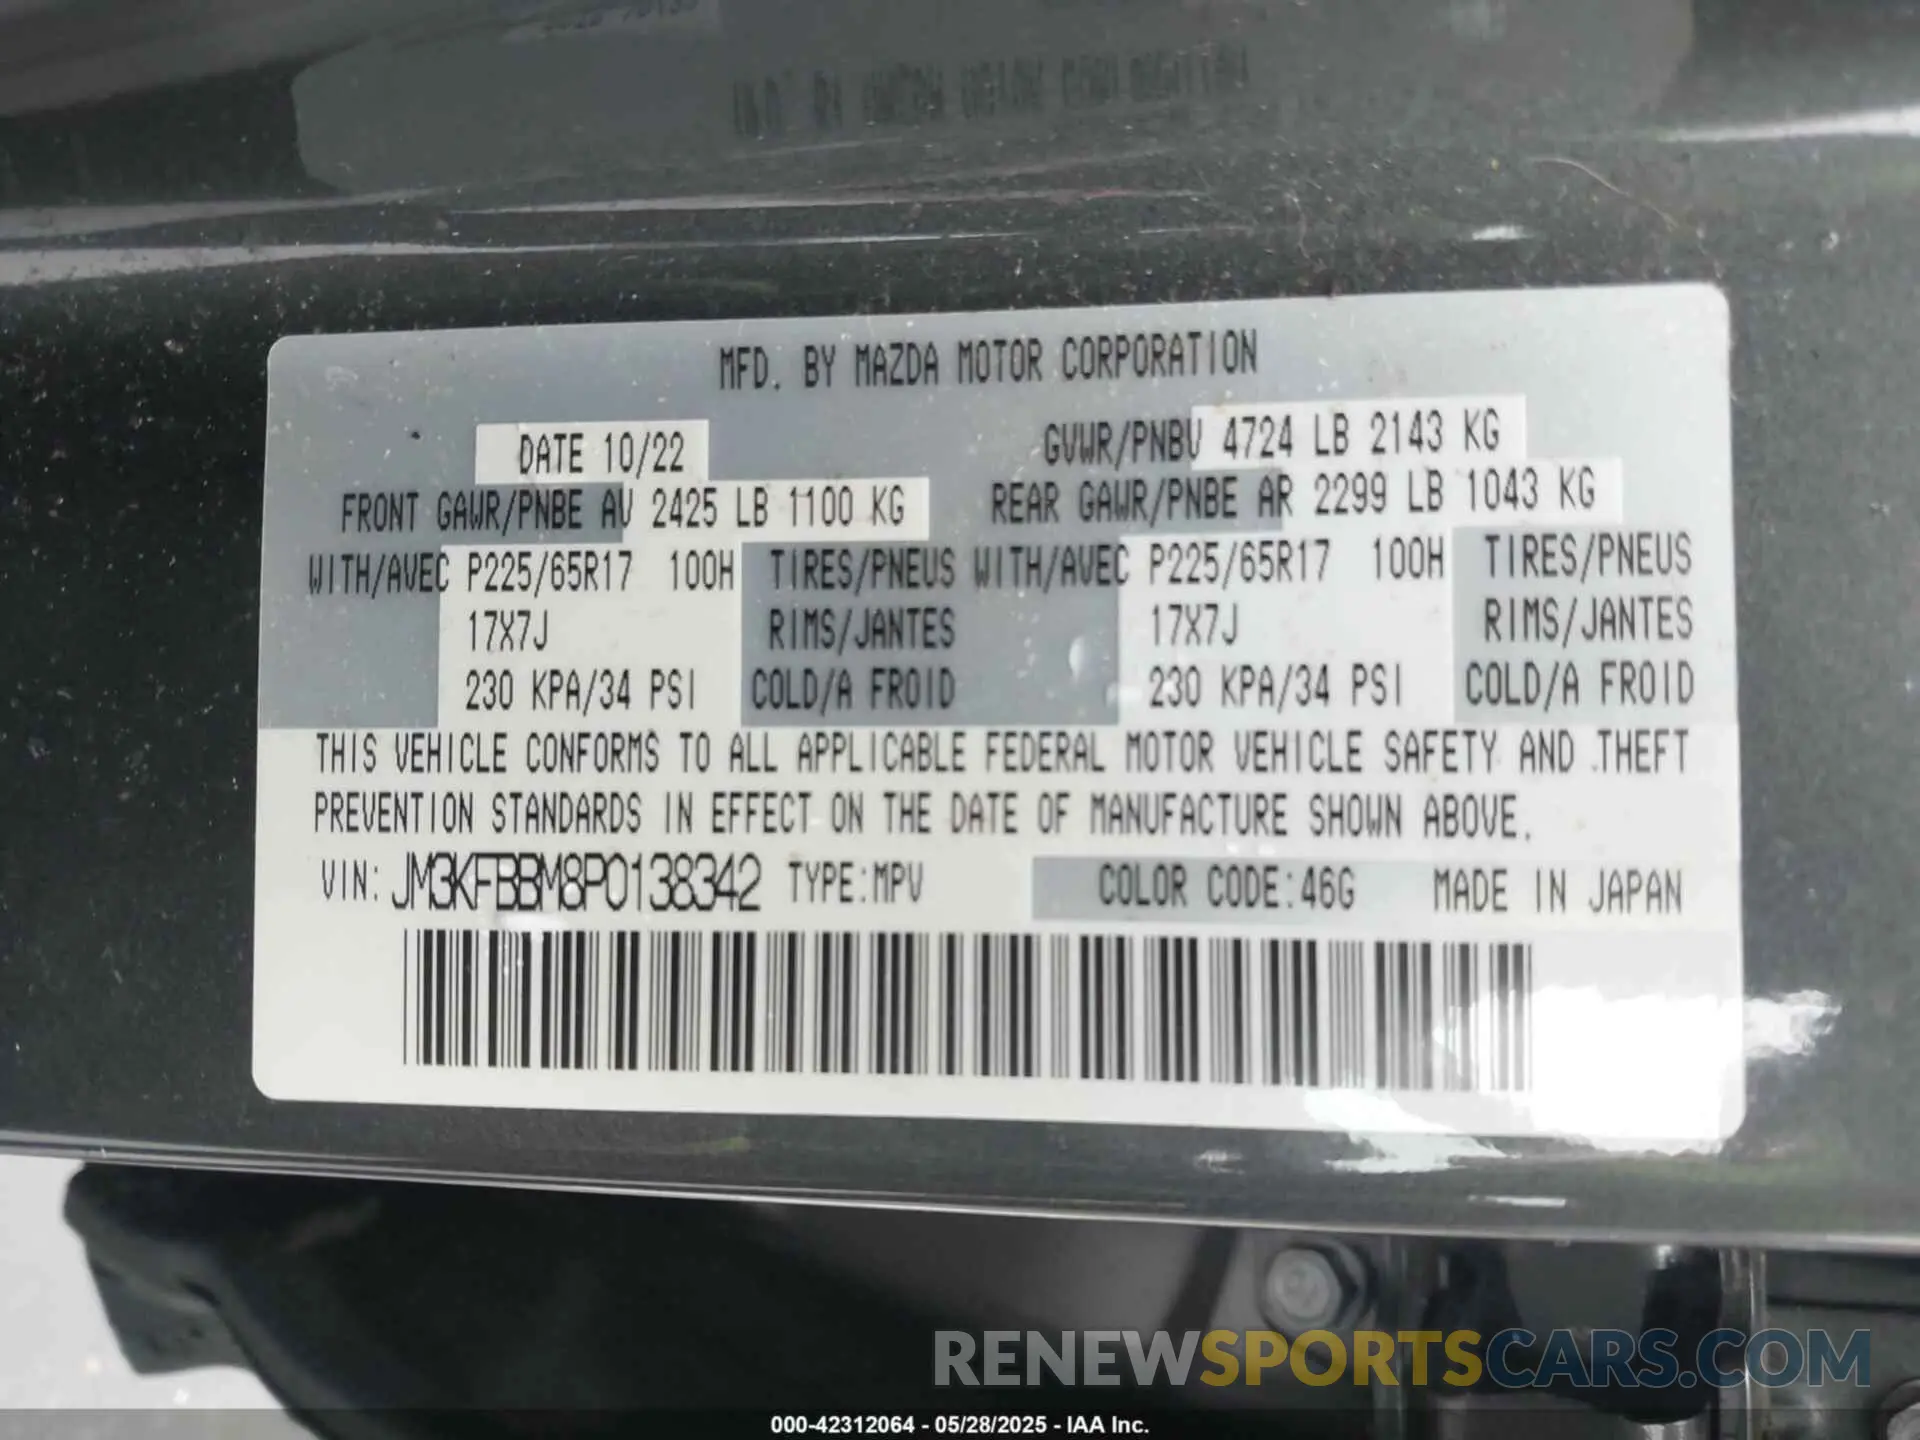 MFD. BY MAZDA MOTOR CORPORATION
DATE 10/22 GVWR/PNBV 4724 LB 2143 KG
FRONT GAWR/PNBE AV 2425 LB 1100 KG REAR GAWR/PNBE AR 2299 LB 1043 KG
WITH/AVEC P225/65R17 100H TIRES/PNEUS WITH/AVEC P225/65R17 100H TIRES/PNEUS
17X7J RIMS/JANTES 17X7J RIMS/JANTES
230 KPA/34 PSI COLD/A FROID 230 KPA/34 PSI COLD/A FROID
THIS VEHICLE CONFORMS TO ALL APPLICABLE FEDERAL MOTOR VEHICLE SAFETY AND THEFT
PREVENTION STANDARDS IN EFFECT ON THE DATE OF MANUFACTURE SHOWN ABOVE.
VIN: JM3KFBBM8P0138342 TYPE:MPV COLOR CODE:46G MADE IN JAPAN
RENEWSPORTSCARS.COM
000-42312064 - 05/28/2025 - IAA Inc.